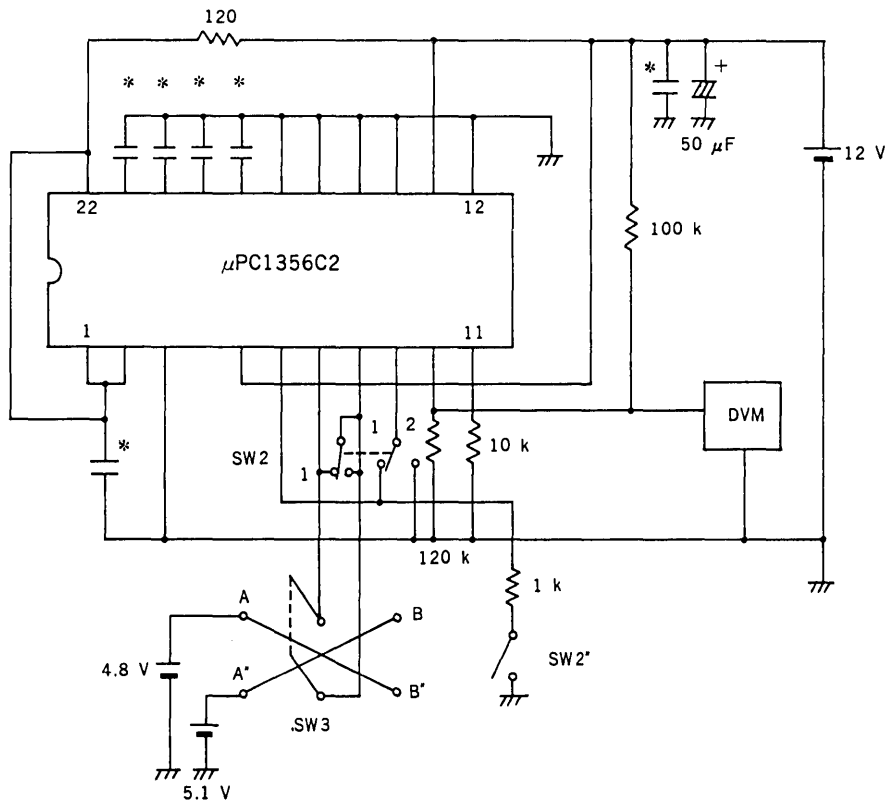 120
* * * *
* +
50 μF
12 V
22 12
100 k
μPC1356C2
1 11
DVM
*
1 2
SW2
1
10 k
120 k
1 k
A B
4.8 V
A" B"
SW2"
.SW3
5.1 V